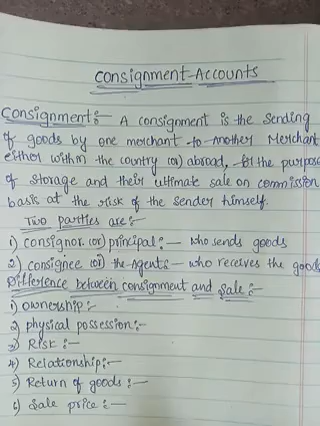 Consignment Accounts
Consignment:- A consignment is the sending
of goods by one merchant to Another Merchant
either within the country (or) abroad, for the purpose
of storage and their ultimate sale on commission
basis at the risk of the sender himself.
Two parties are:-
1) consignor (or) principal:- who sends goods
2) consignee (or) the Agents - who receives the goods
Difference between consignment and sale:-
1) ownership:-
2) physical possession:-
3) Risk:-
4) Relationship:-
5) Return of goods:-
6) Sale price:-